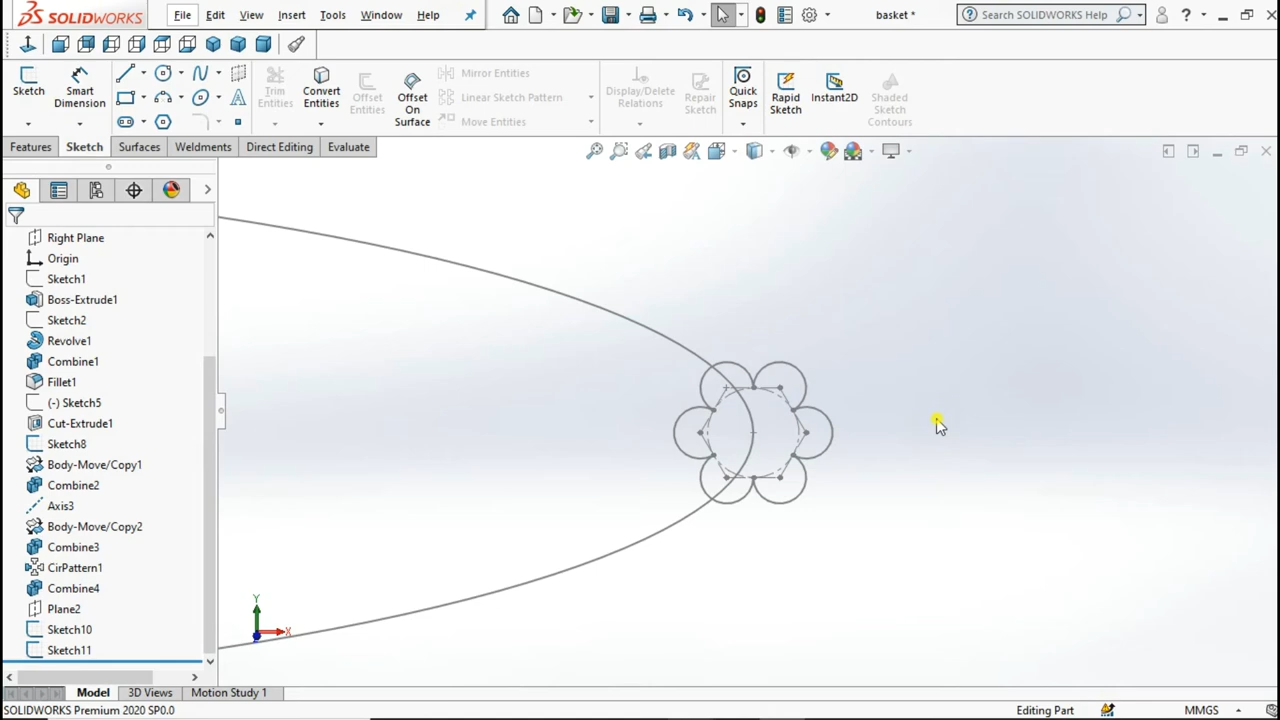 SOLIDWORKS File Edit View Insert Tools Window Help basket * Search SOLIDWORKS Help ?
Sketch Smart Dimension Trim Entities Convert Entities Offset Entities Offset On Surface Mirror Entities Linear Sketch Pattern Move Entities Display/Delete Relations Repair Sketch Quick Snaps Rapid Sketch Instant2D Shaded Sketch Contours
Features Sketch Surfaces Weldments Direct Editing Evaluate
Right Plane
Origin
Sketch1
Boss-Extrude1
Sketch2
Revolve1
Combine1
Fillet1
(-) Sketch5
Cut-Extrude1
Sketch8
Body-Move/Copy1
Combine2
Axis3
Body-Move/Copy2
Combine3
CirPattern1
Combine4
Plane2
Sketch10
Sketch11
Y
X
Model 3D Views Motion Study 1
SOLIDWORKS Premium 2020 SP0.0 Editing Part MMGS